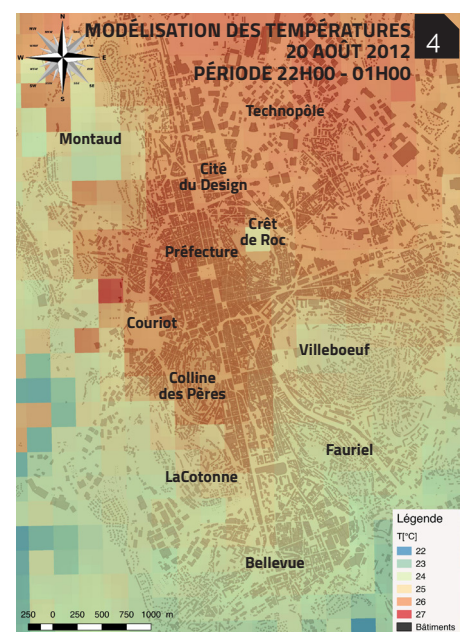 MODÉLISATION DES TEMPÉRATURES
20 AOÛT 2012
PÉRIODE 22H00 - 01H00
4
N
W
E
S
Technopôle
Montaud
Cité
du Design
Crêt
de Roc
Préfecture
Couriot
Villeboeuf
Colline
des Pères
Fauriel
LaCotonne
Bellevue
Légende
T[°C]
22
23
24
25
26
27
Bâtiments
250 0 250 500 750 1000 m